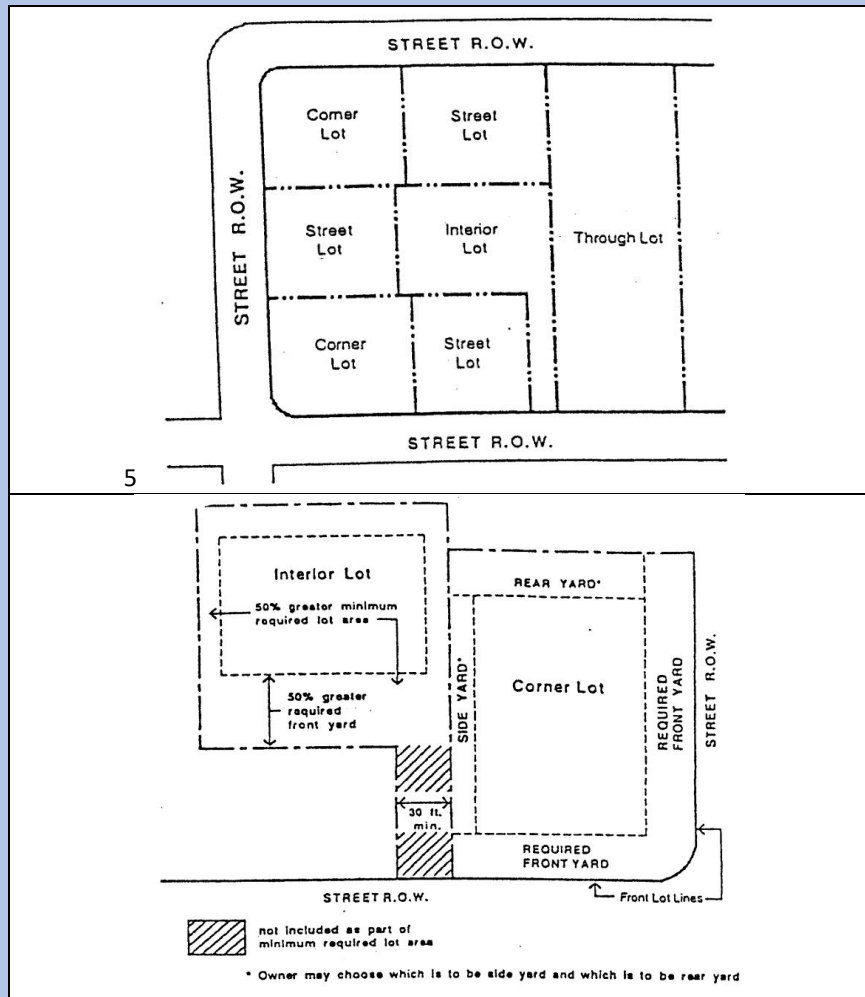 STREET R.O.W.
Corner
Lot
Street
Lot
STREET R.O.W.
Street
Lot
Interior
Lot
Through Lot
Corner
Lot
Street
Lot
STREET R.O.W.
5
Interior Lot
50% greater minimum
required lot area
50% greater
required
front yard
REAR YARD*
SIDE YARD*
Corner Lot
REQUIRED
FRONT YARD
STREET R.O.W.
30 ft.
min.
REQUIRED
FRONT YARD
STREET R.O.W.
Front Lot Lines
not included as part of
minimum required lot area
* Owner may choose which is to be side yard and which is to be rear yard